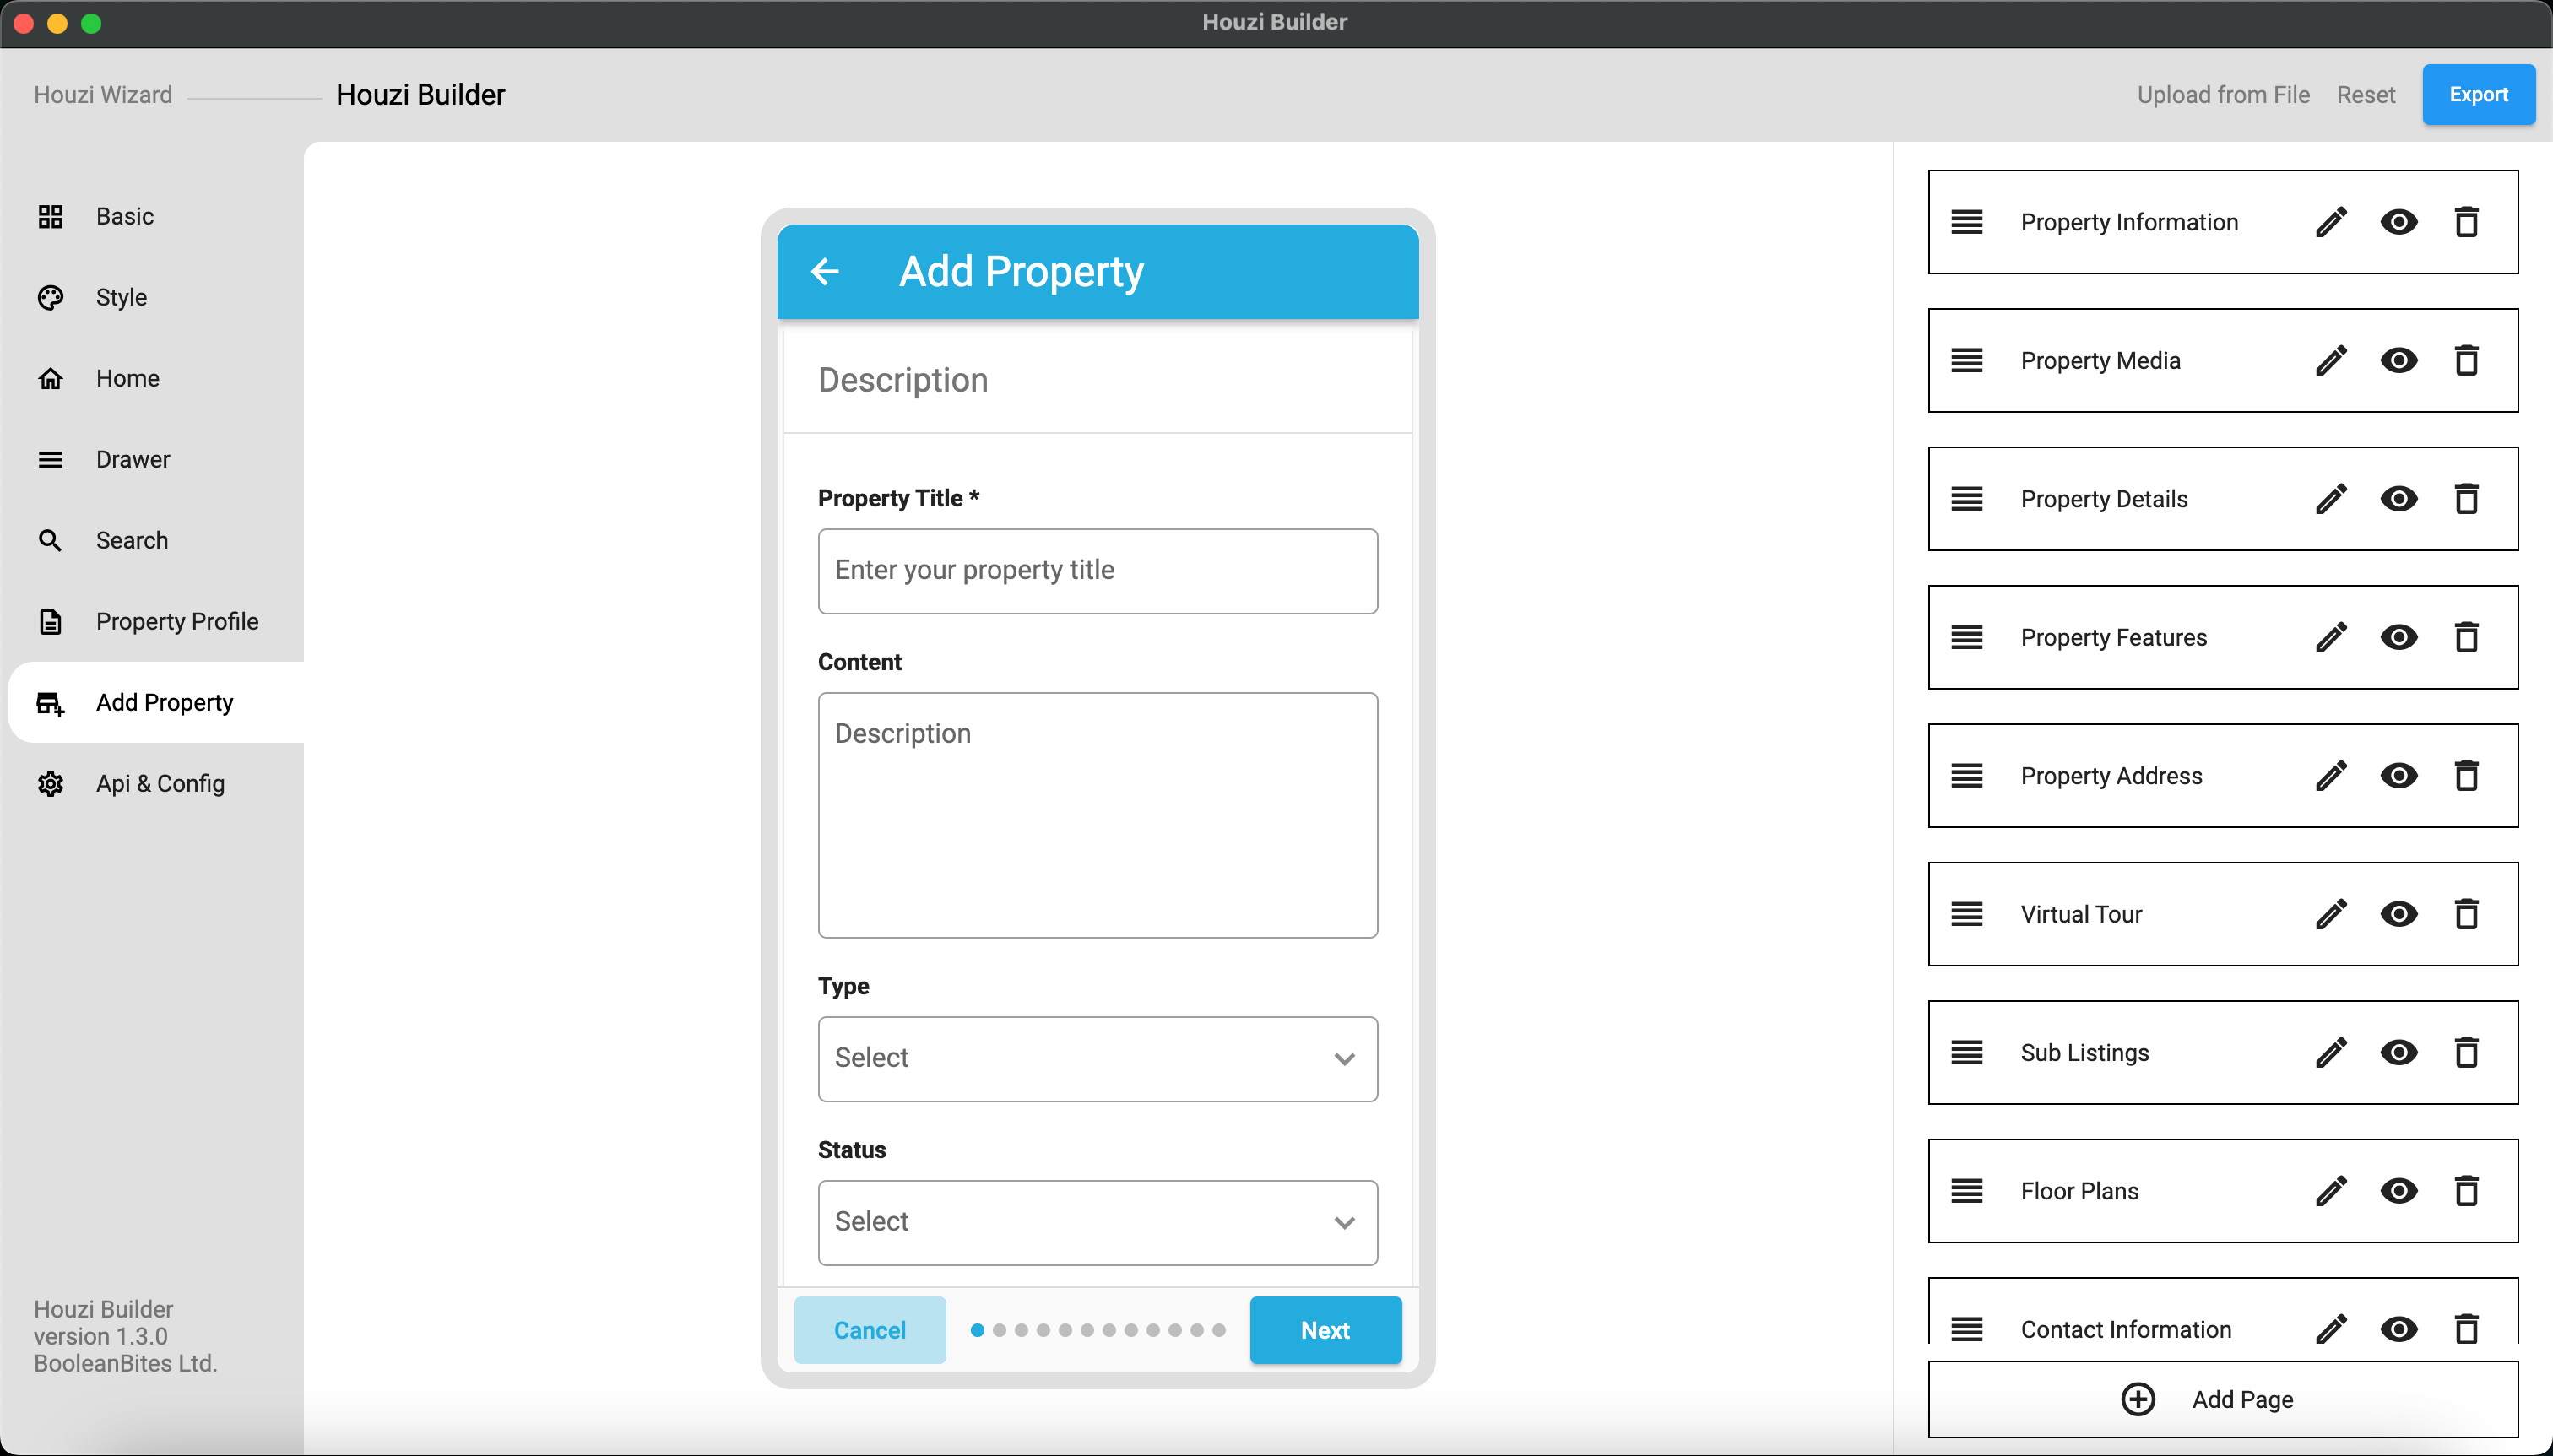 Houzi Builder
Houzi Wizard
Houzi Builder
Upload from File
Reset
Export
Basic
Style
Home
Drawer
Search
Property Profile
Add Property
Api & Config
Houzi Builder
version 1.3.0
BooleanBites Ltd.
Add Property
Description
Property Title *
Enter your property title
Content
Description
Type
Select
Status
Select
Cancel
Next
Property Information
Property Media
Property Details
Property Features
Property Address
Virtual Tour
Sub Listings
Floor Plans
Contact Information
Add Page